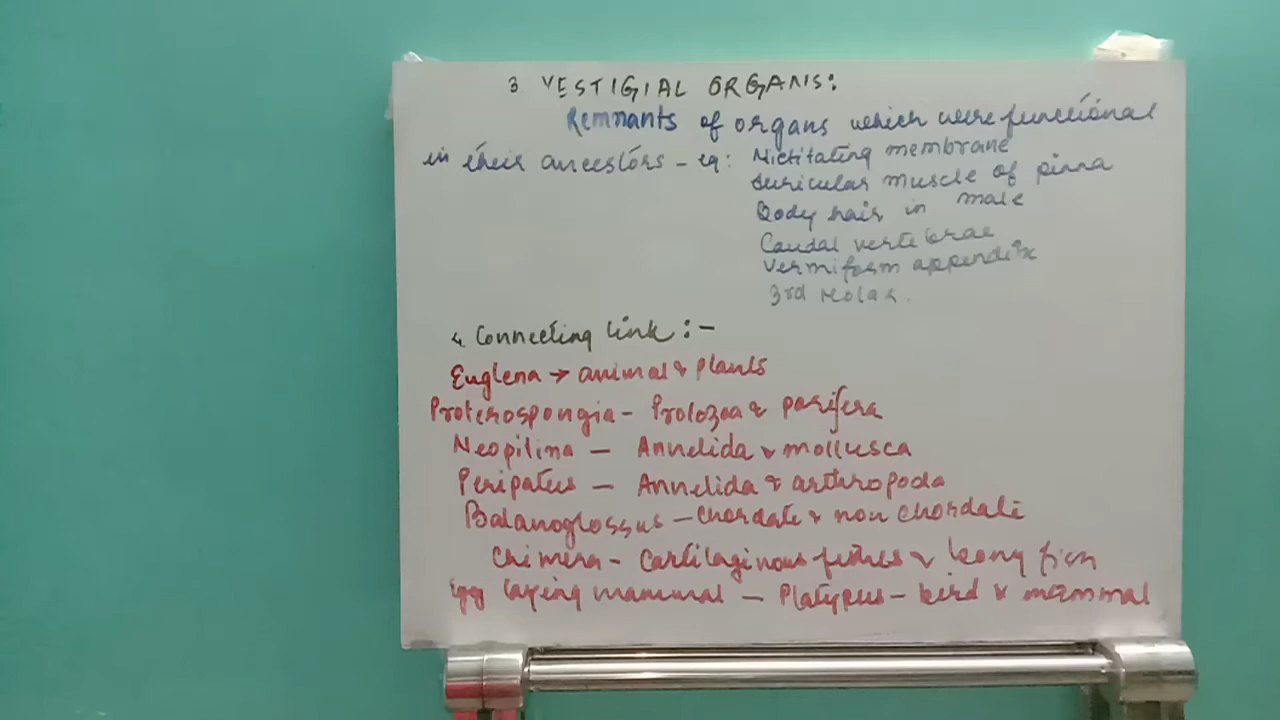 3 VESTIGIAL ORGANS:
Remnants of organs which were functional
in their ancestors - eg: Nictitating membrane
Auricular muscle of pinna
Body hair in male
Caudal vertebrae
Vermiform appendix
3rd Molar.
4. Connecting link :-
Euglena → animal & plants
Proterospongia - Protozoa & porifera
Neopilina - Annelida & mollusca
Peripatus - Annelida & arthropoda
Balanoglossus - chordate & non chordate
Chimera - Cartilaginous fishes & bony fish
Egg laying mammal - Platypus - bird & mammal